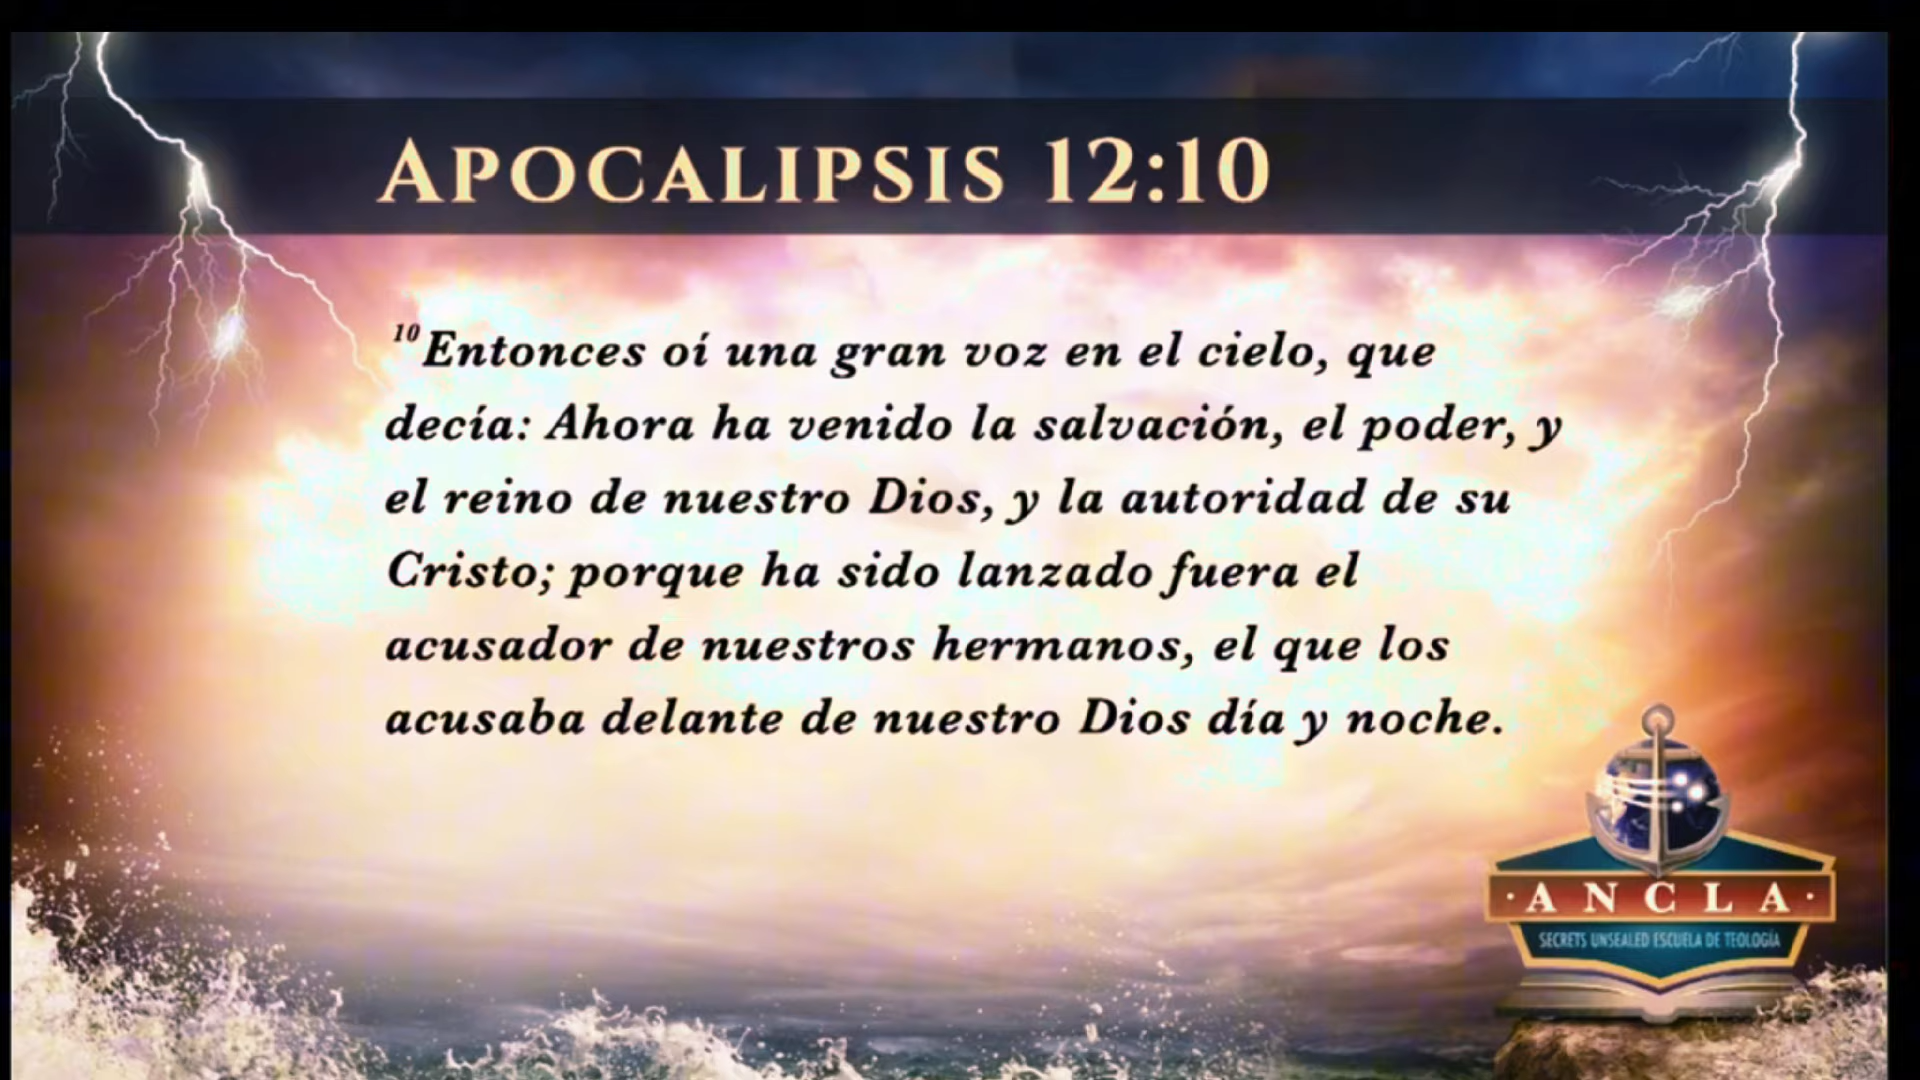 APOCALIPSIS 12:10
10 Entonces oí una gran voz en el cielo, que
decía: Ahora ha venido la salvación, el poder, y
el reino de nuestro Dios, y la autoridad de su
Cristo; porque ha sido lanzado fuera el
acusador de nuestros hermanos, el que los
acusaba delante de nuestro Dios día y noche.
· ANCLA ·
SECRETS UNSEALED ESCUELA DE TEOLOGÍA